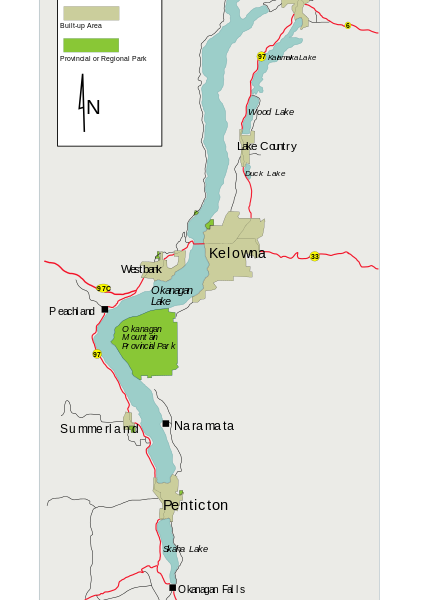 Built-up Area
Provincial or Regional Park
N
6
97
Kalamalka Lake
Wood Lake
Lake Country
Duck Lake
Kelowna
33
Westbank
97C
Okanagan
Lake
Peachland
Okanagan
Mountain
Provincial Park
97
Summerland
Naramata
Penticton
Skaha Lake
Okanagan Falls